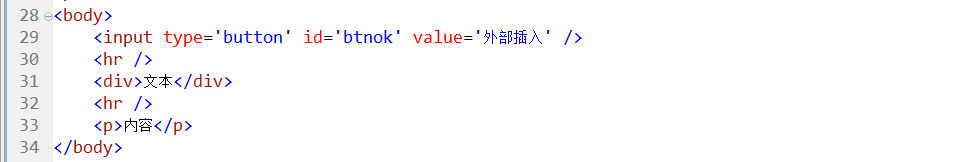 28 <body>
29 <input type='button' id='btnok' value='外部插入' />
30 <hr />
31 <div>文本</div>
32 <hr />
33 <p>内容</p>
34 </body>